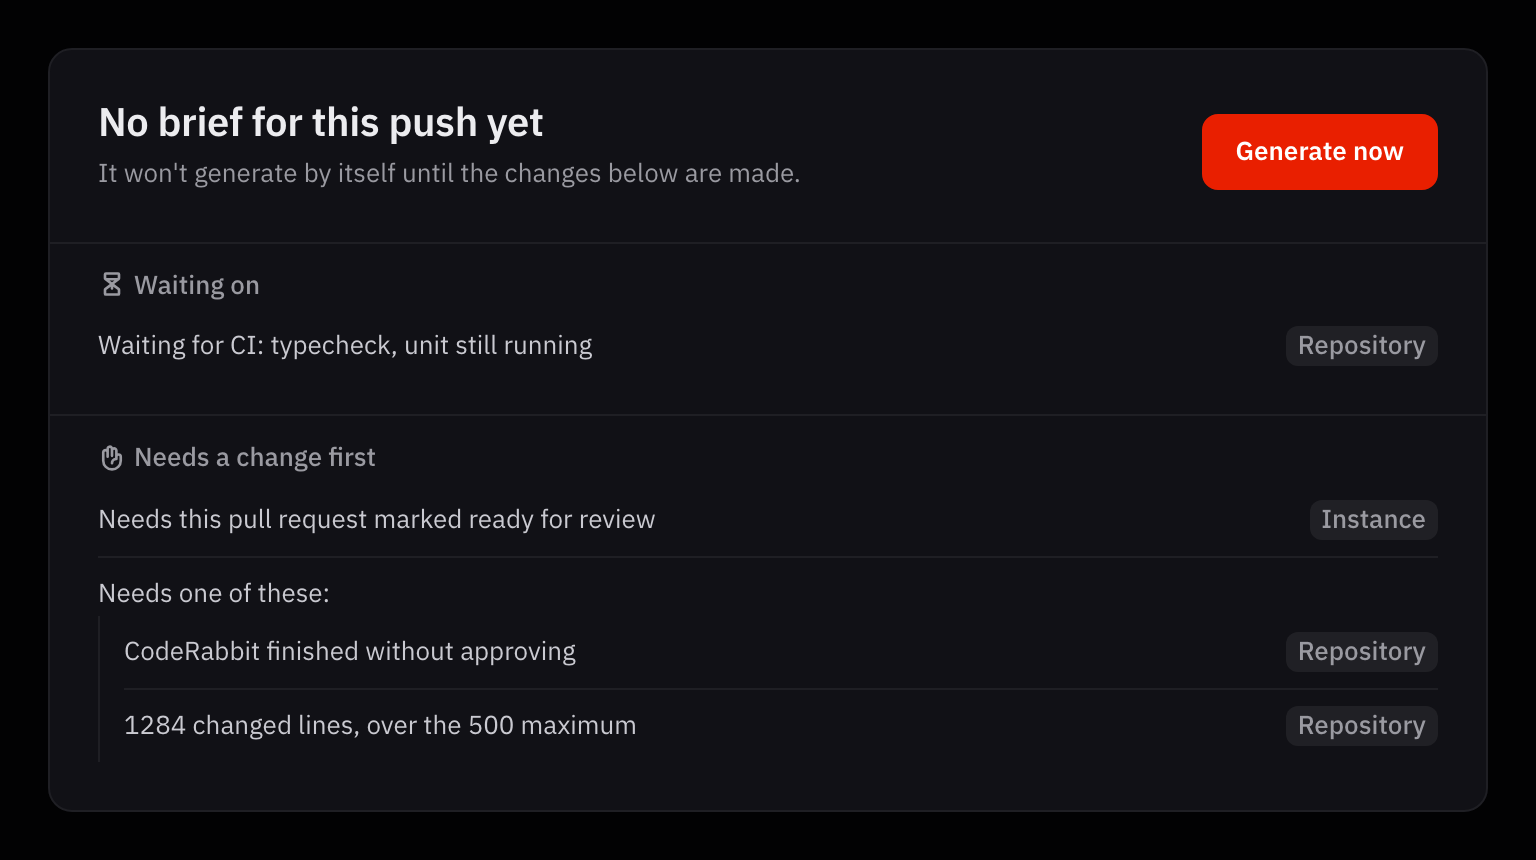 No brief for this push yet
It won't generate by itself until the changes below are made.
Generate now
Waiting on
Waiting for CI: typecheck, unit still running
Repository
Needs a change first
Needs this pull request marked ready for review
Instance
Needs one of these:
CodeRabbit finished without approving
Repository
1284 changed lines, over the 500 maximum
Repository